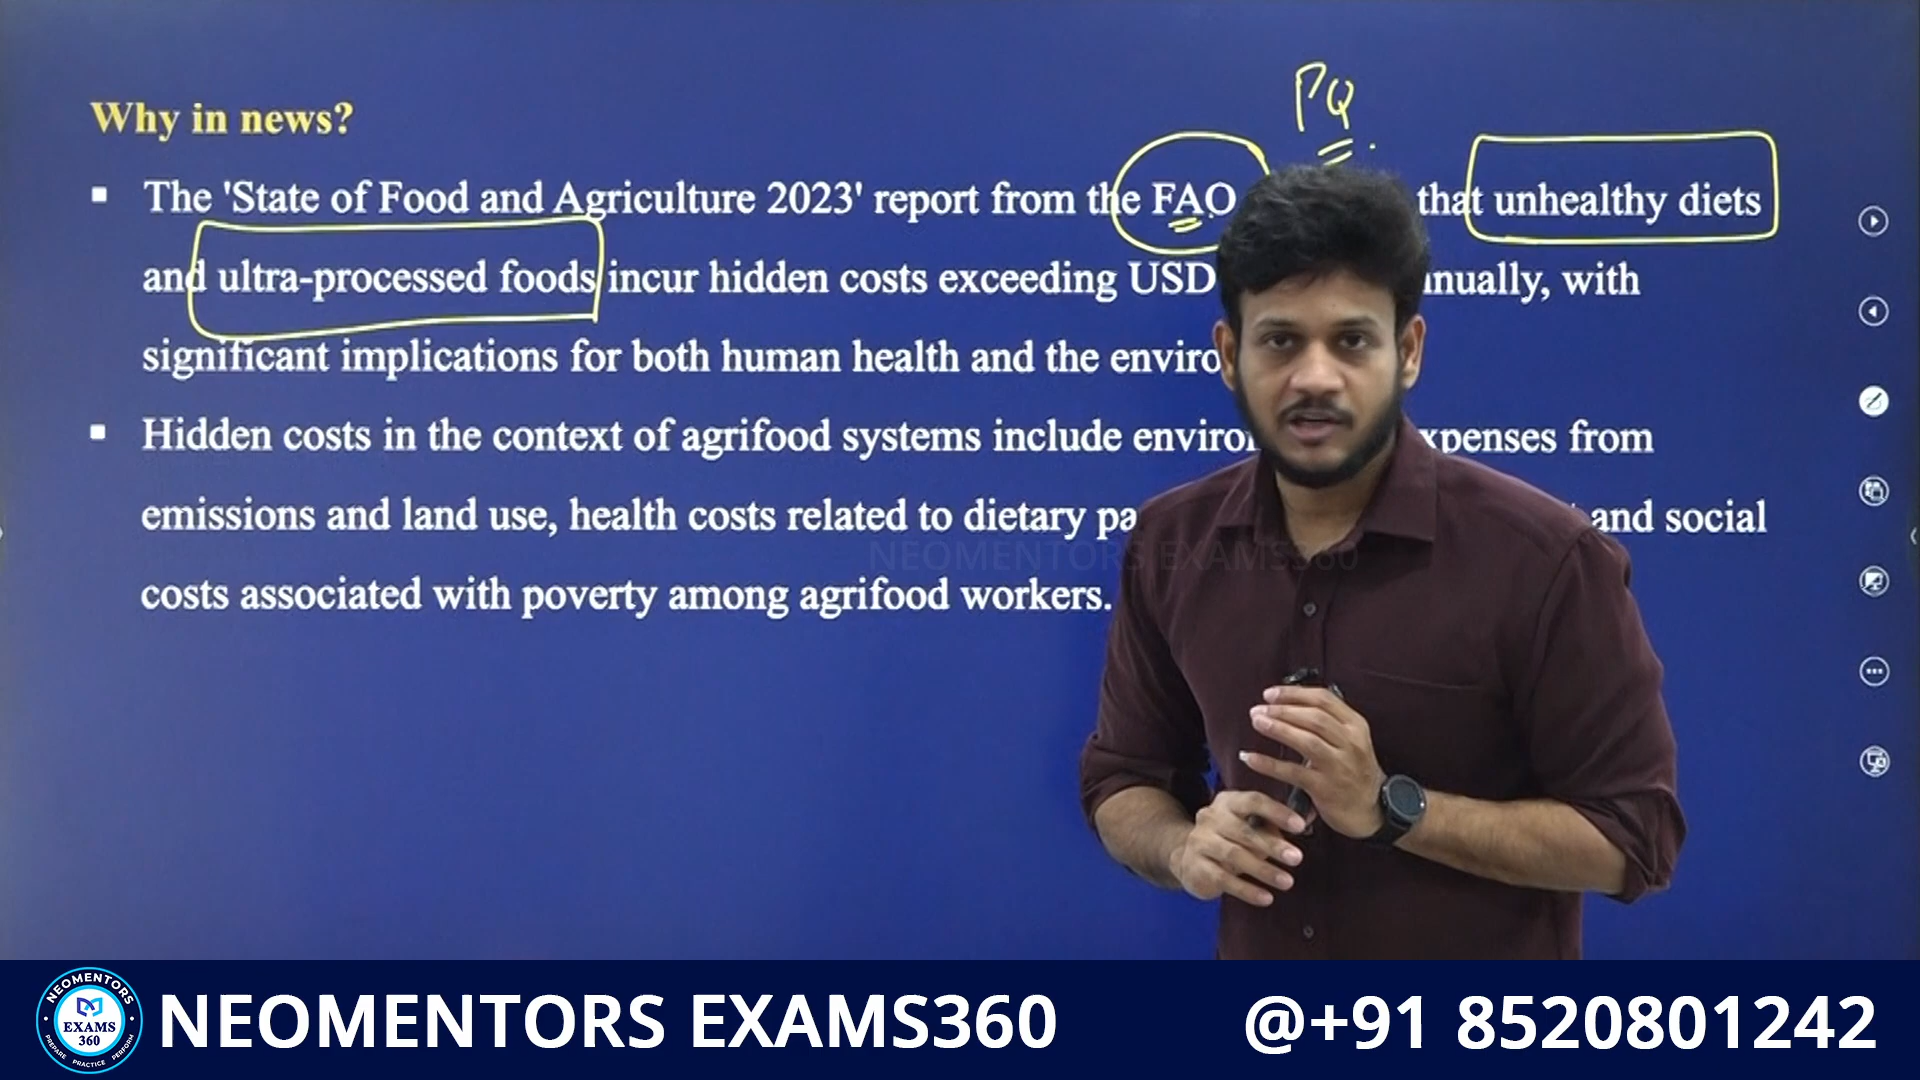 PQ
Why in news?
▪ The 'State of Food and Agriculture 2023' report from the FAO that unhealthy diets
and ultra-processed foods incur hidden costs exceeding USD nually, with
significant implications for both human health and the enviro
▪ Hidden costs in the context of agrifood systems include enviro xpenses from
emissions and land use, health costs related to dietary pa and social
costs associated with poverty among agrifood workers.
NEOMENTORS EXAMS360
NEOMENTORS
EXAMS
360
PREPARE PRACTICE PERFORM
NEOMENTORS EXAMS360 @+91 8520801242